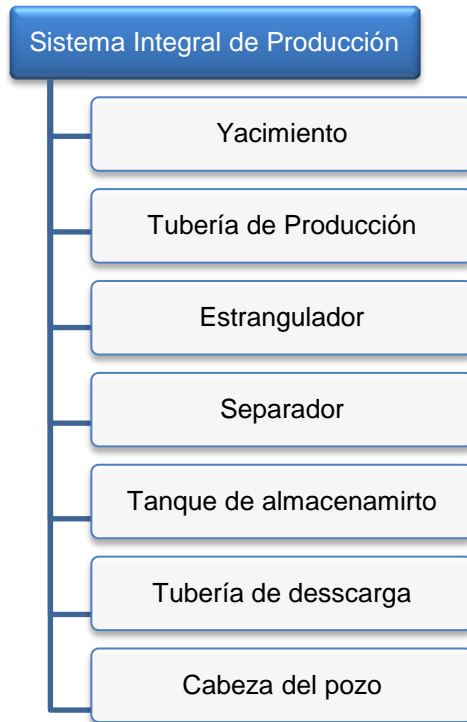 Sistema Integral de Producción
Yacimiento
Tubería de Producción
Estrangulador
Separador
Tanque de almacenamirto
Tubería de desscarga
Cabeza del pozo